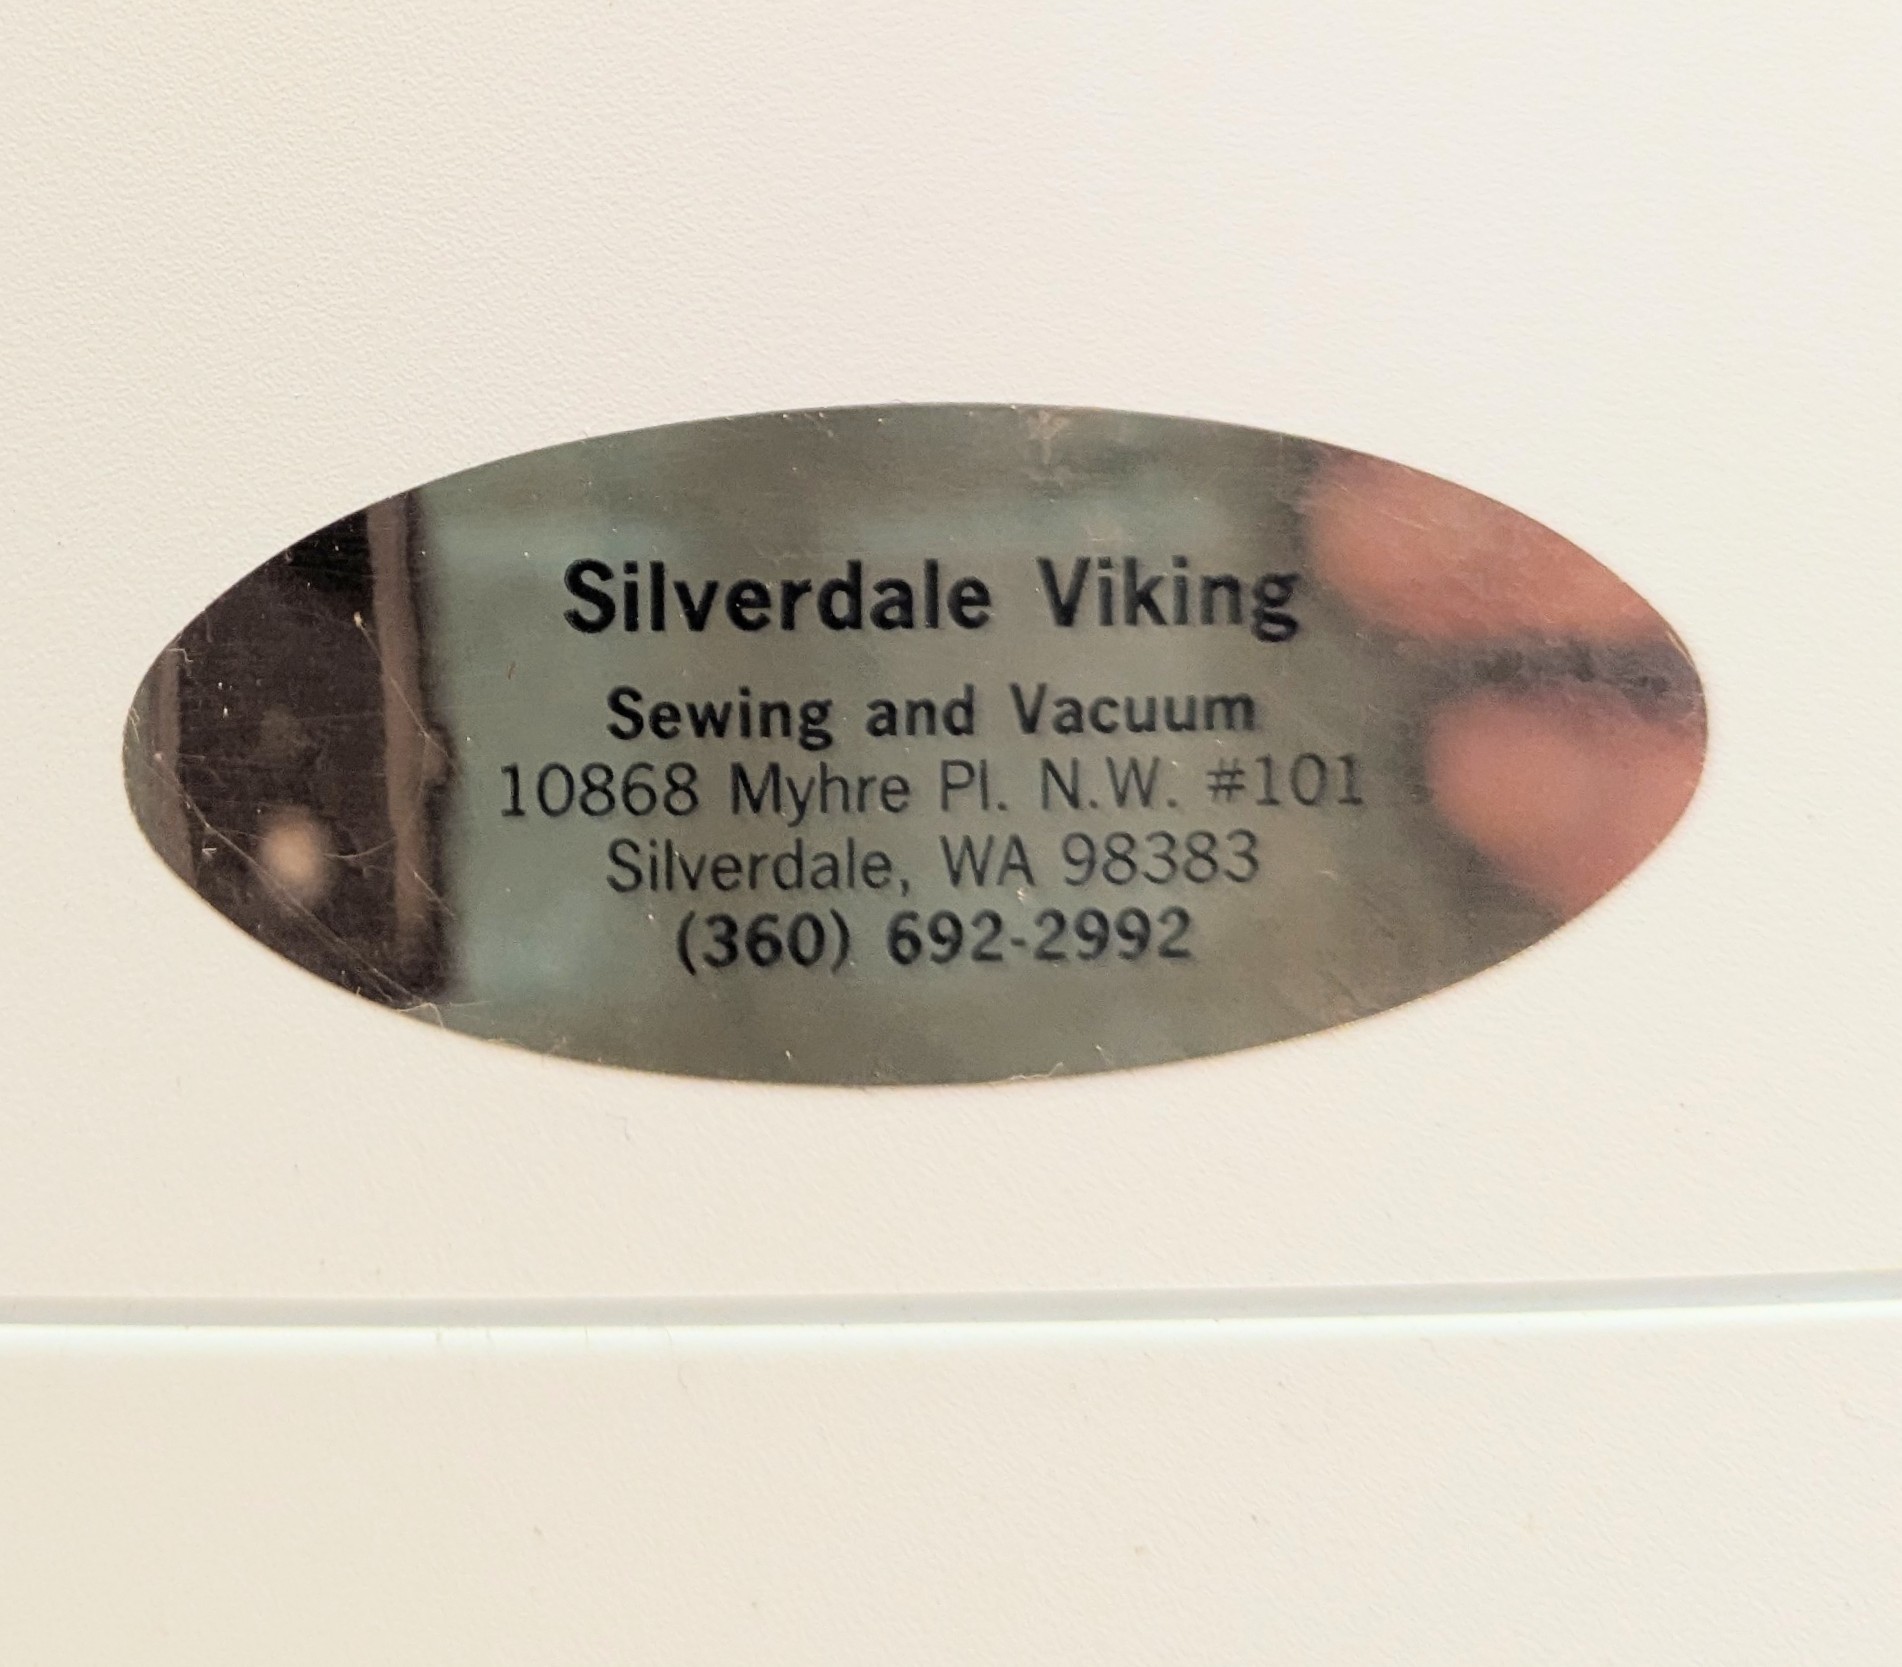 Silverdale Viking
Sewing and Vacuum
10868 Myhre Pl. N.W. #101
Silverdale, WA 98383
(360) 692-2992